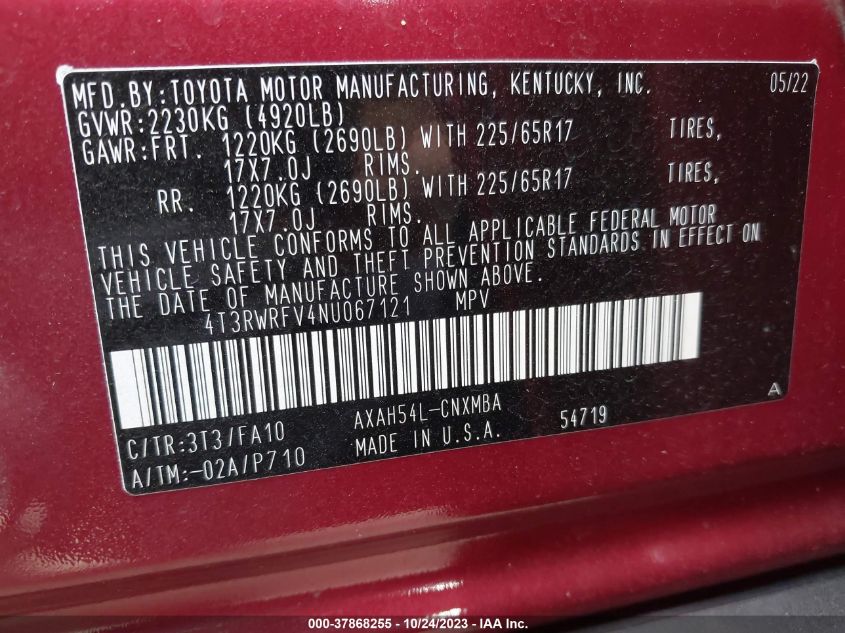 MFD.BY:TOYOTA MOTOR MANUFACTURING, KENTUCKY, INC. 05/22
GVWR:2230KG (4920LB)
GAWR:FRT. 1220KG (2690LB) WITH 225/65R17 TIRES,
17X7.0J RIMS.
RR. 1220KG (2690LB) WITH 225/65R17 TIRES,
17X7.0J RIMS.
THIS VEHICLE CONFORMS TO ALL APPLICABLE FEDERAL MOTOR
VEHICLE SAFETY AND THEFT PREVENTION STANDARDS IN EFFECT ON
THE DATE OF MANUFACTURE SHOWN ABOVE.
4T3RWRFV4NU067121 MPV
C/TR:3T3/FA10 AXAH54L-CNXMBA 54719 A
A/TM:-02A/P710 MADE IN U.S.A.
000-37868255 - 10/24/2023 - IAA Inc.